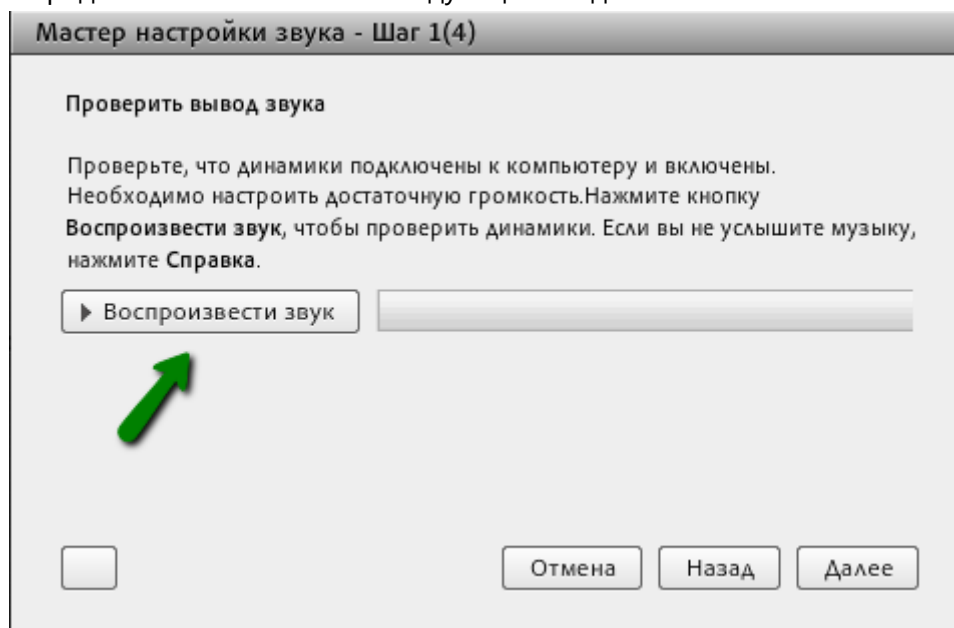 Мастер настройки звука - Шаг 1(4)
Проверить вывод звука
Проверьте, что динамики подключены к компьютеру и включены.
Необходимо настроить достаточную громкость.Нажмите кнопку
Воспроизвести звук, чтобы проверить динамики. Если вы не услышите музыку,
нажмите Справка.
Воспроизвести звук
Отмена Назад Далее